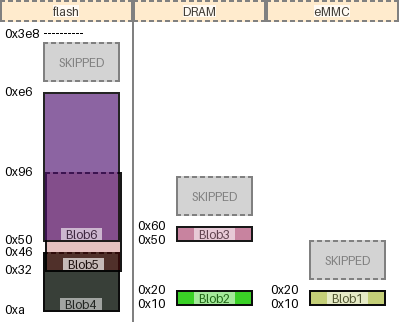 flash DRAM eMMC
0x3e8
SKIPPED
0xe6
0x96
SKIPPED
0x60
Blob6 Blob3
0x50 0x50
0x46
SKIPPED
Blob5
0x32
0x20 0x20
Blob4 Blob2 Blob1
0xa 0x10 0x10